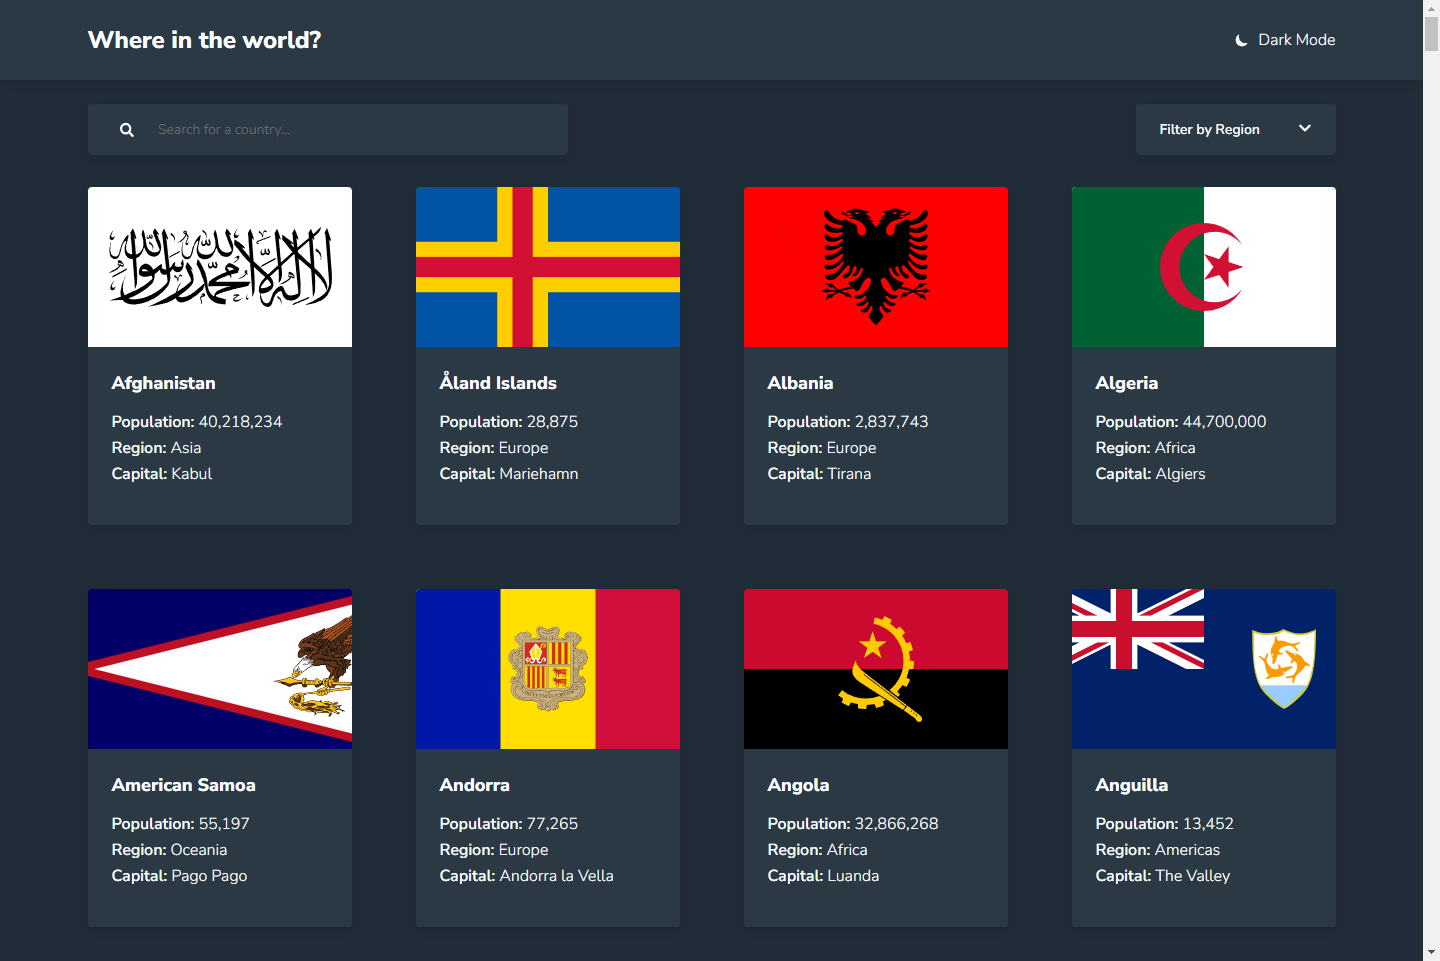 Where in the world?
Dark Mode
Search for a country...
Filter by Region
لا إله إلا الله محمد رسول الله
Afghanistan
Population: 40,218,234
Region: Asia
Capital: Kabul
Åland Islands
Population: 28,875
Region: Europe
Capital: Mariehamn
Albania
Population: 2,837,743
Region: Europe
Capital: Tirana
Algeria
Population: 44,700,000
Region: Africa
Capital: Algiers
American Samoa
Population: 55,197
Region: Oceania
Capital: Pago Pago
Andorra
Population: 77,265
Region: Europe
Capital: Andorra la Vella
Angola
Population: 32,866,268
Region: Africa
Capital: Luanda
Anguilla
Population: 13,452
Region: Americas
Capital: The Valley